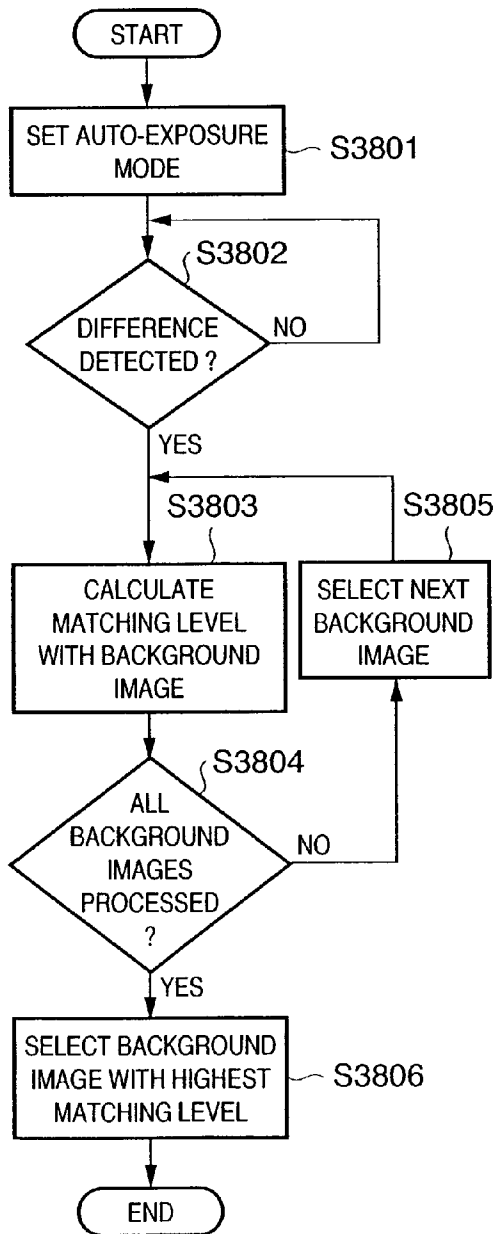 START
SET AUTO-EXPOSURE
MODE
S3801
S3802
DIFFERENCE
DETECTED ?
NO
YES
S3803
CALCULATE
MATCHING LEVEL
WITH BACKGROUND
IMAGE
S3805
SELECT NEXT
BACKGROUND
IMAGE
S3804
ALL
BACKGROUND
IMAGES
PROCESSED
?
NO
YES
SELECT BACKGROUND
IMAGE WITH HIGHEST
MATCHING LEVEL
S3806
END